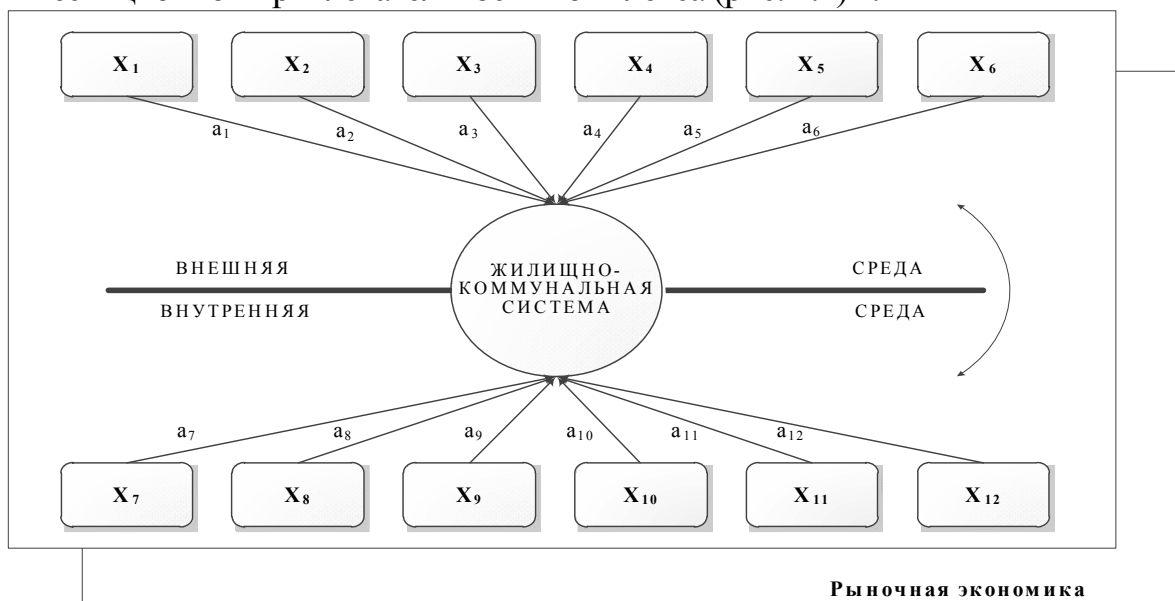 X₁ X₂ X₃ X₄ X₅ X₆
a₁ a₂ a₃ a₄ a₅ a₆
ВНЕШНЯЯ
СРЕДА
ЖИЛИЩНО-
КОММУНАЛЬНАЯ
СИСТЕМА
ВНУТРЕННЯЯ
СРЕДА
a₇ a₈ a₉ a₁₀ a₁₁ a₁₂
X₇ X₈ X₉ X₁₀ X₁₁ X₁₂
Рыночная экономика